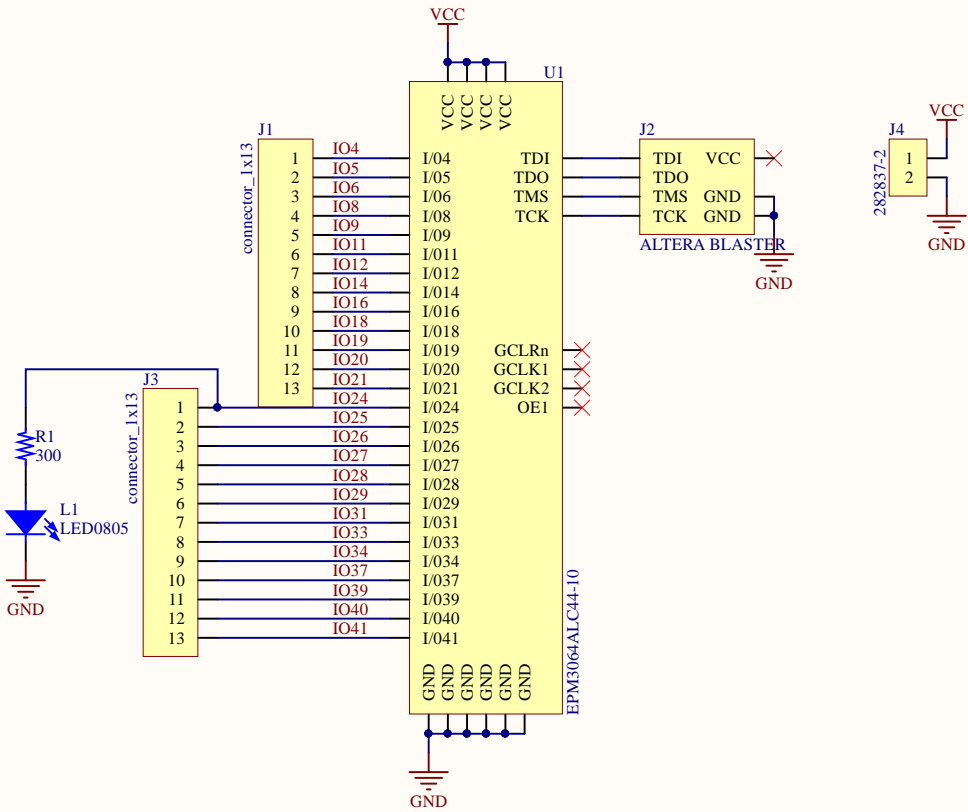 VCC
U1
VCC
VCC
VCC
VCC
J1
connector_1x13
1 IO4 I/04
2 IO5 I/05
3 IO6 I/06
4 IO8 I/08
5 IO9 I/09
6 IO11 I/011
7 IO12 I/012
8 IO14 I/014
9 IO16 I/016
10 IO18 I/018
11 IO19 I/019
12 IO20 I/020
13 IO21 I/021
J3
connector_1x13
1 IO24 I/024
2 IO25 I/025
3 IO26 I/026
4 IO27 I/027
5 IO28 I/028
6 IO29 I/029
7 IO31 I/031
8 IO33 I/033
9 IO34 I/034
10 IO37 I/037
11 IO39 I/039
12 IO40 I/040
13 IO41 I/041
R1
300
L1
LED0805
GND
GND
GND
GND
GND
GND
GND
GND
EPM3064ALC44-10
TDI
TDO
TMS
TCK
GCLRn
GCLK1
GCLK2
OE1
J2
TDI VCC
TDO
TMS GND
TCK GND
ALTERA BLASTER
GND
J4
282837-2
1
2
VCC
GND